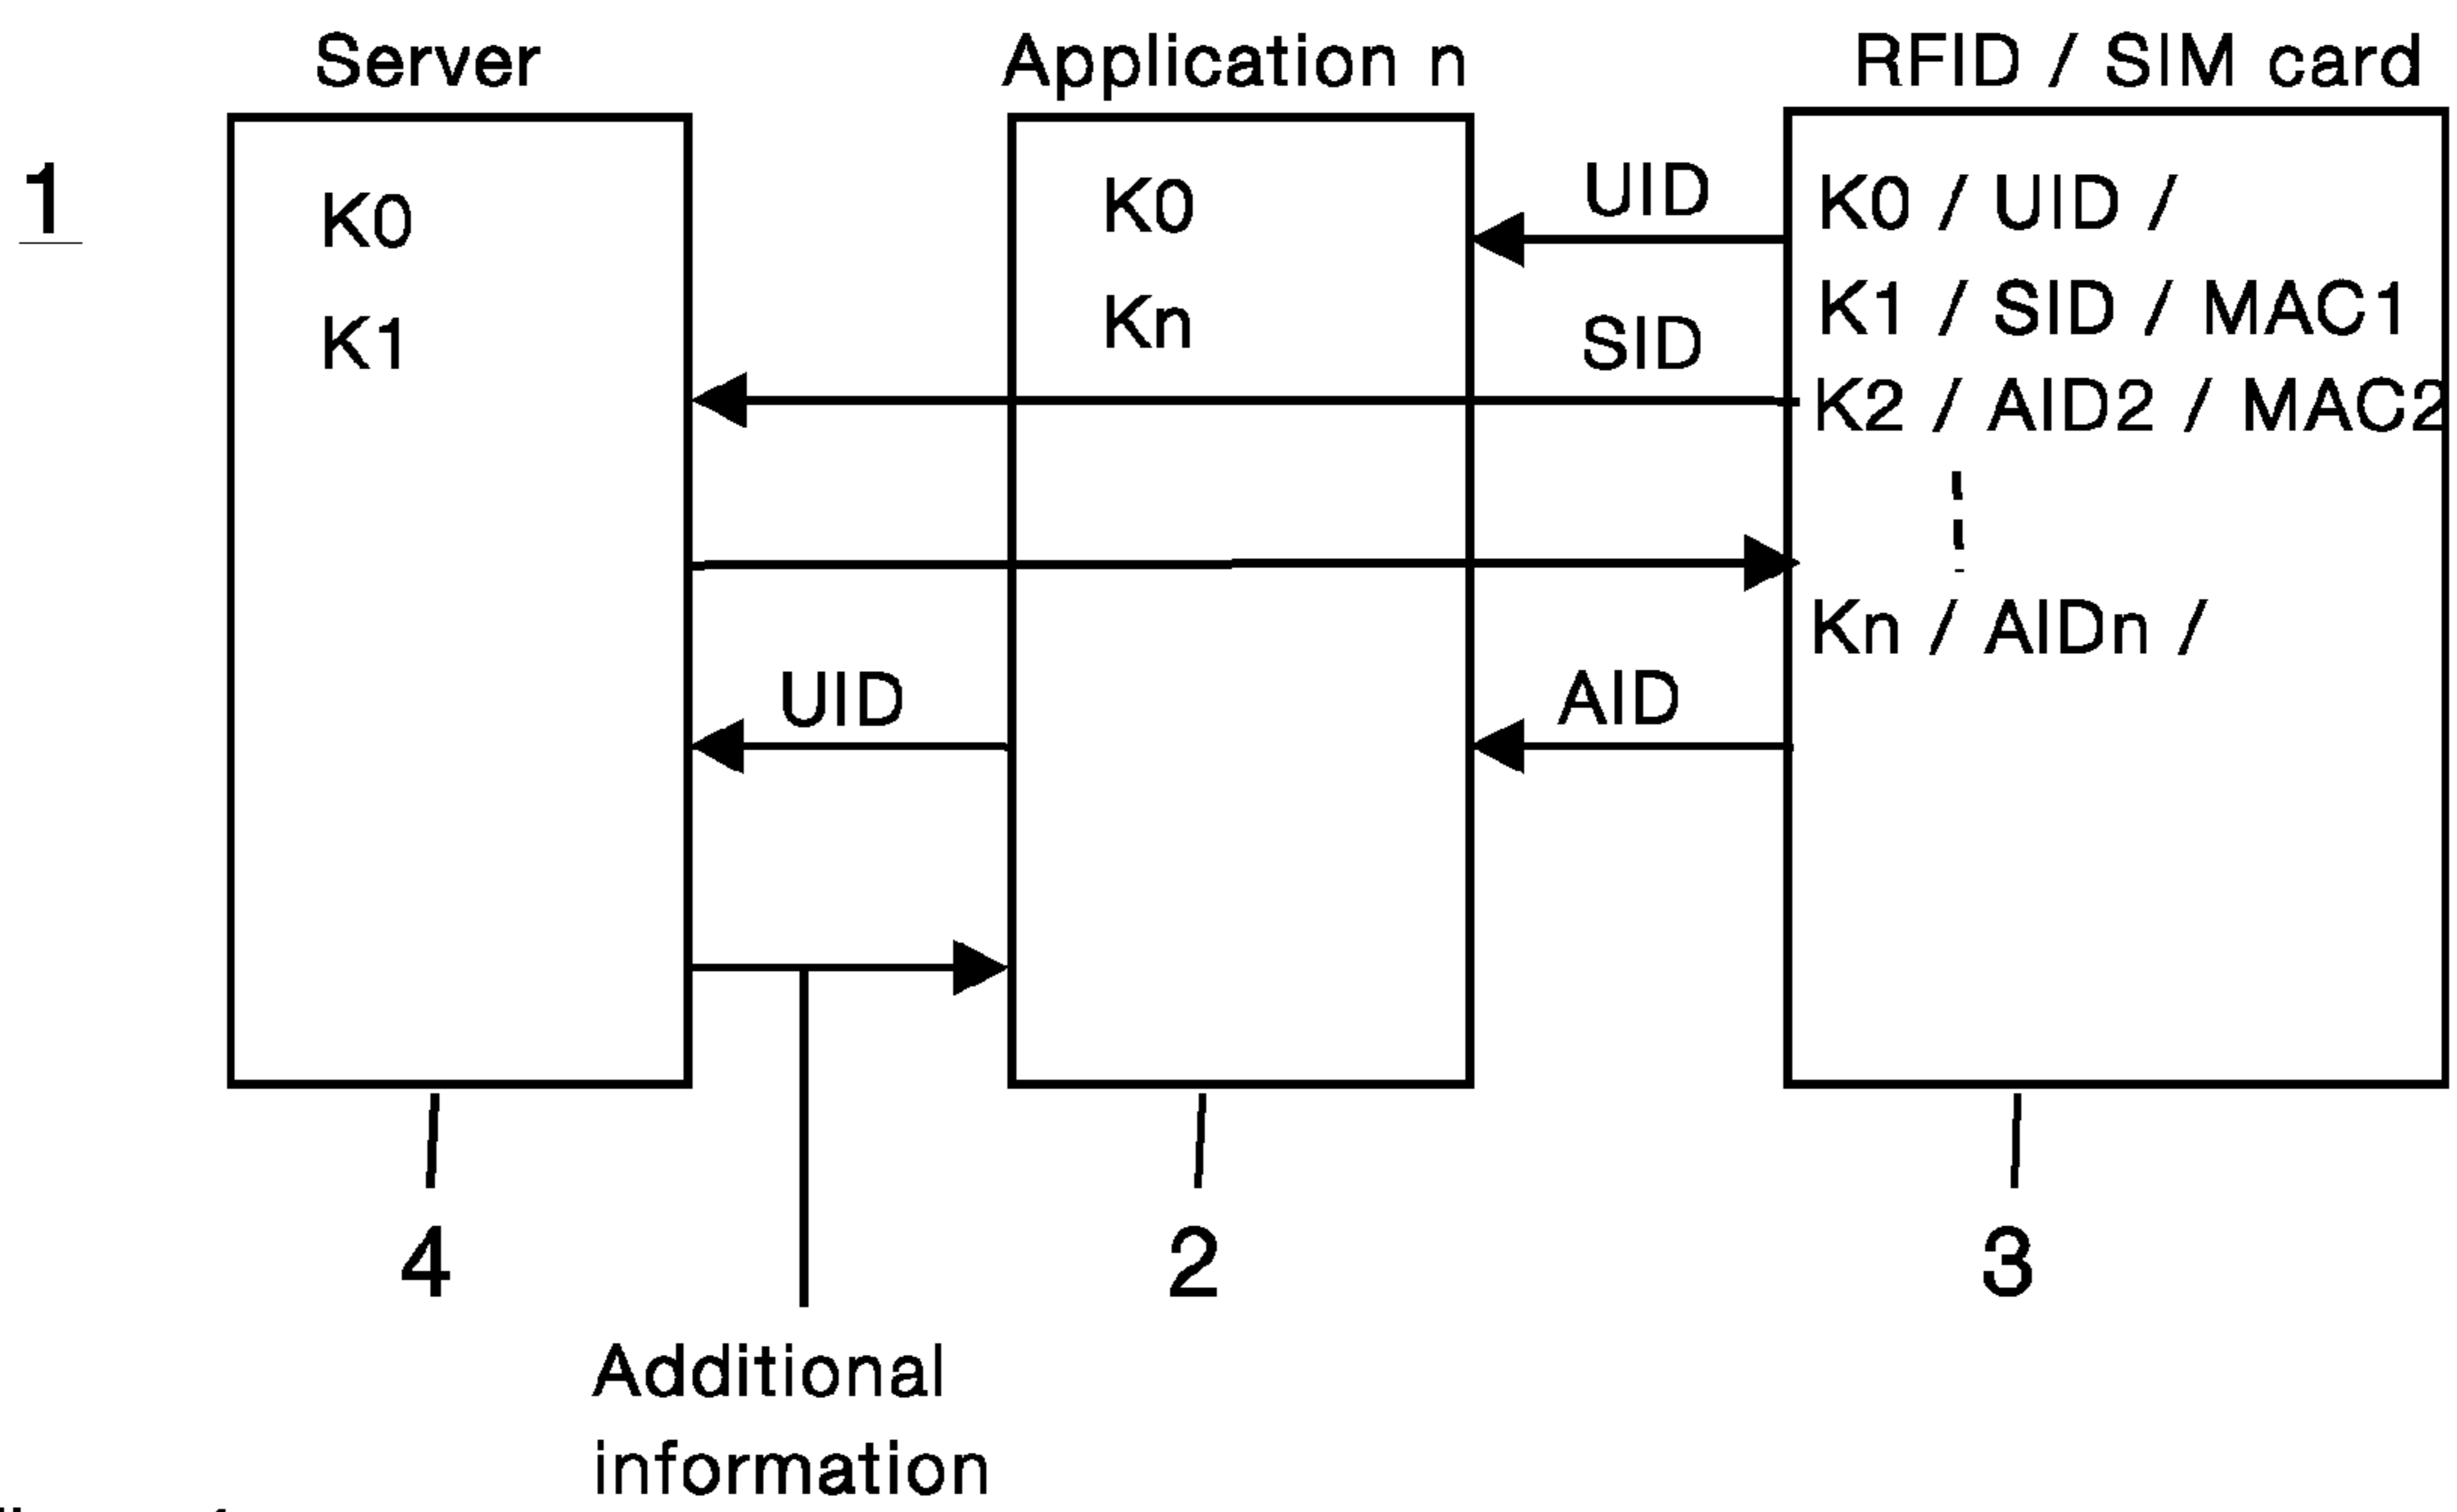 Server
Application n
RFID / SIM card
1
K0
K1
K0
Kn
UID
SID
K0 / UID /
K1 / SID / MAC1
K2 / AID2 / MAC2
Kn / AIDn /
UID
AID
4
2
3
Additional
information